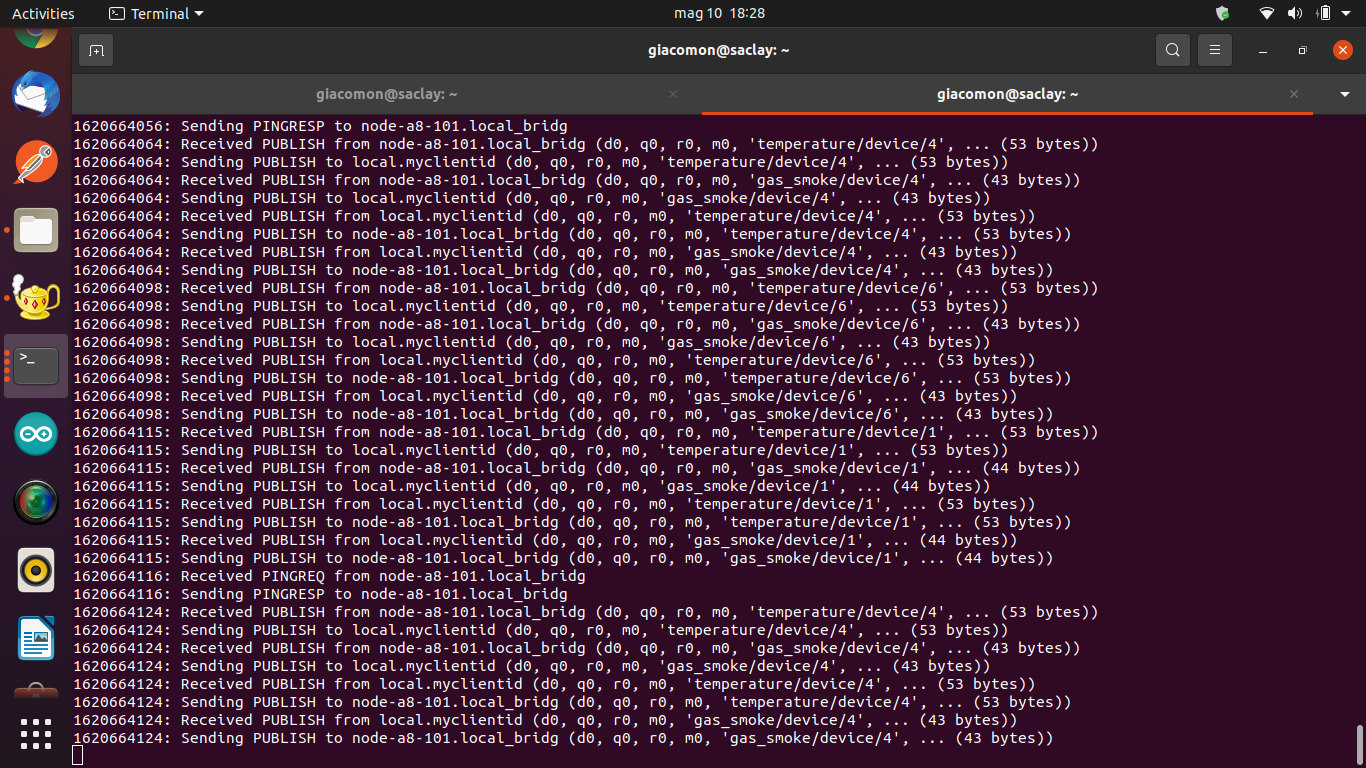 Activities
Terminal
mag 10 18:28
giacomon@saclay: ~
giacomon@saclay: ~
giacomon@saclay: ~
1620664056: Sending PINGRESP to node-a8-101.local_bridg
1620664064: Received PUBLISH from node-a8-101.local_bridg (d0, q0, r0, m0, 'temperature/device/4', ... (53 bytes))
1620664064: Sending PUBLISH to local.myclientid (d0, q0, r0, m0, 'temperature/device/4', ... (53 bytes))
1620664064: Received PUBLISH from node-a8-101.local_bridg (d0, q0, r0, m0, 'gas_smoke/device/4', ... (43 bytes))
1620664064: Sending PUBLISH to local.myclientid (d0, q0, r0, m0, 'gas_smoke/device/4', ... (43 bytes))
1620664064: Received PUBLISH from local.myclientid (d0, q0, r0, m0, 'temperature/device/4', ... (53 bytes))
1620664064: Sending PUBLISH to node-a8-101.local_bridg (d0, q0, r0, m0, 'temperature/device/4', ... (53 bytes))
1620664064: Received PUBLISH from local.myclientid (d0, q0, r0, m0, 'gas_smoke/device/4', ... (43 bytes))
1620664064: Sending PUBLISH to node-a8-101.local_bridg (d0, q0, r0, m0, 'gas_smoke/device/4', ... (43 bytes))
1620664098: Received PUBLISH from node-a8-101.local_bridg (d0, q0, r0, m0, 'temperature/device/6', ... (53 bytes))
1620664098: Sending PUBLISH to local.myclientid (d0, q0, r0, m0, 'temperature/device/6', ... (53 bytes))
1620664098: Received PUBLISH from node-a8-101.local_bridg (d0, q0, r0, m0, 'gas_smoke/device/6', ... (43 bytes))
1620664098: Sending PUBLISH to local.myclientid (d0, q0, r0, m0, 'gas_smoke/device/6', ... (43 bytes))
1620664098: Received PUBLISH from local.myclientid (d0, q0, r0, m0, 'temperature/device/6', ... (53 bytes))
1620664098: Sending PUBLISH to node-a8-101.local_bridg (d0, q0, r0, m0, 'temperature/device/6', ... (53 bytes))
1620664098: Received PUBLISH from local.myclientid (d0, q0, r0, m0, 'gas_smoke/device/6', ... (43 bytes))
1620664098: Sending PUBLISH to node-a8-101.local_bridg (d0, q0, r0, m0, 'gas_smoke/device/6', ... (43 bytes))
1620664115: Received PUBLISH from node-a8-101.local_bridg (d0, q0, r0, m0, 'temperature/device/1', ... (53 bytes))
1620664115: Sending PUBLISH to local.myclientid (d0, q0, r0, m0, 'temperature/device/1', ... (53 bytes))
1620664115: Received PUBLISH from node-a8-101.local_bridg (d0, q0, r0, m0, 'gas_smoke/device/1', ... (44 bytes))
1620664115: Sending PUBLISH to local.myclientid (d0, q0, r0, m0, 'gas_smoke/device/1', ... (44 bytes))
1620664115: Received PUBLISH from local.myclientid (d0, q0, r0, m0, 'temperature/device/1', ... (53 bytes))
1620664115: Sending PUBLISH to node-a8-101.local_bridg (d0, q0, r0, m0, 'temperature/device/1', ... (53 bytes))
1620664115: Received PUBLISH from local.myclientid (d0, q0, r0, m0, 'gas_smoke/device/1', ... (44 bytes))
1620664115: Sending PUBLISH to node-a8-101.local_bridg (d0, q0, r0, m0, 'gas_smoke/device/1', ... (44 bytes))
1620664116: Received PINGREQ from node-a8-101.local_bridg
1620664116: Sending PINGRESP to node-a8-101.local_bridg
1620664124: Received PUBLISH from node-a8-101.local_bridg (d0, q0, r0, m0, 'temperature/device/4', ... (53 bytes))
1620664124: Sending PUBLISH to local.myclientid (d0, q0, r0, m0, 'temperature/device/4', ... (53 bytes))
1620664124: Received PUBLISH from node-a8-101.local_bridg (d0, q0, r0, m0, 'gas_smoke/device/4', ... (43 bytes))
1620664124: Sending PUBLISH to local.myclientid (d0, q0, r0, m0, 'gas_smoke/device/4', ... (43 bytes))
1620664124: Received PUBLISH from local.myclientid (d0, q0, r0, m0, 'temperature/device/4', ... (53 bytes))
1620664124: Sending PUBLISH to node-a8-101.local_bridg (d0, q0, r0, m0, 'temperature/device/4', ... (53 bytes))
1620664124: Received PUBLISH from local.myclientid (d0, q0, r0, m0, 'gas_smoke/device/4', ... (43 bytes))
1620664124: Sending PUBLISH to node-a8-101.local_bridg (d0, q0, r0, m0, 'gas_smoke/device/4', ... (43 bytes))